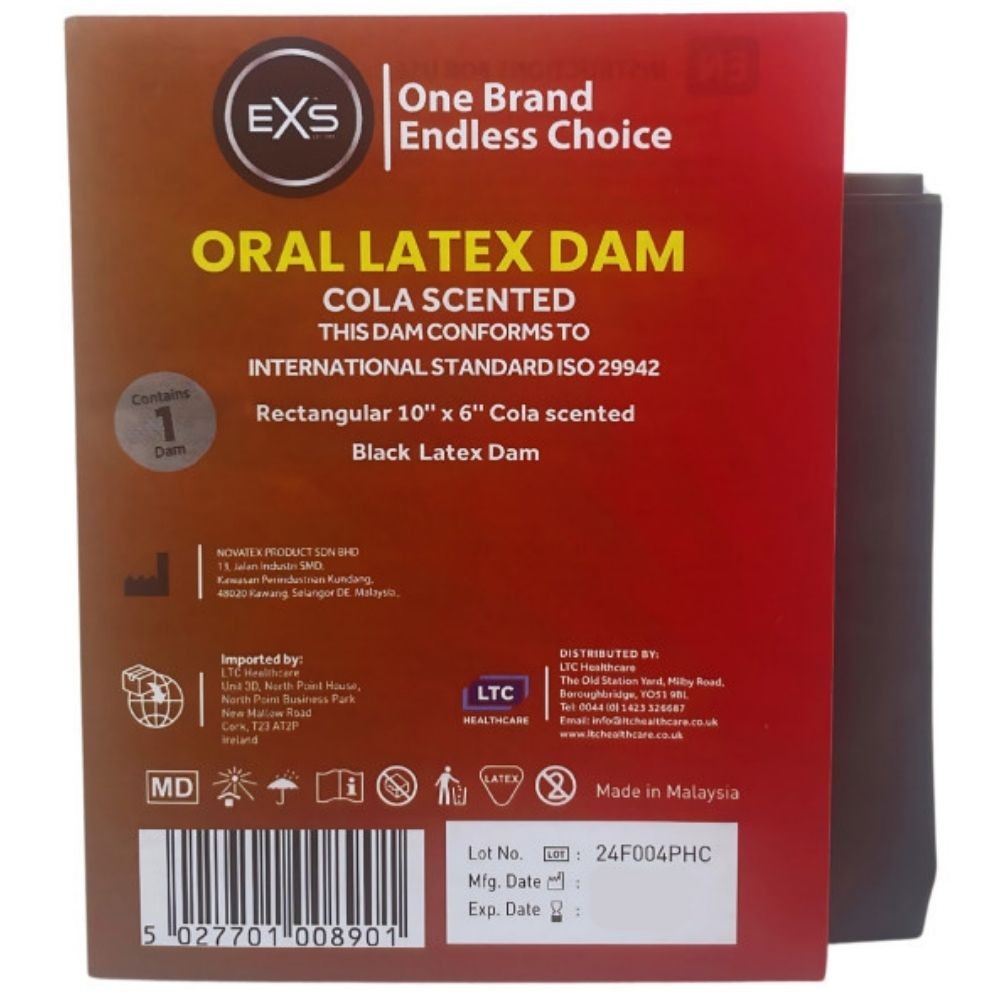 EXS
One Brand
Endless Choice
ORAL LATEX DAM
COLA SCENTED
THIS DAM CONFORMS TO
INTERNATIONAL STANDARD ISO 29942
Contains
1
Dam
Rectangular 10" x 6" Cola scented
Black Latex Dam
NOVATEX PRODUCT SDN BHD
13, Jalan Industri SMD,
Kawasan Perindustrian Kundang,
48020 Rawang, Selangor DE. Malaysia.
Imported by:
LTC Healthcare
Unit 3D, North Point House,
North Point Business Park
New Mallow Road
Cork, T23 AT2P
Ireland
LTC
HEALTHCARE
DISTRIBUTED BY:
LTC Healthcare
The Old Station Yard, Milby Road,
Boroughbridge, YO51 9BL
Tel: 0044 (0) 1423 326687
Email: info@ltchealthcare.co.uk
www.ltchealthcare.co.uk
MD
LATEX
2
Made in Malaysia
5 027701 008901
Lot No. LOT : 24F004PHC
Mfg. Date :
Exp. Date :